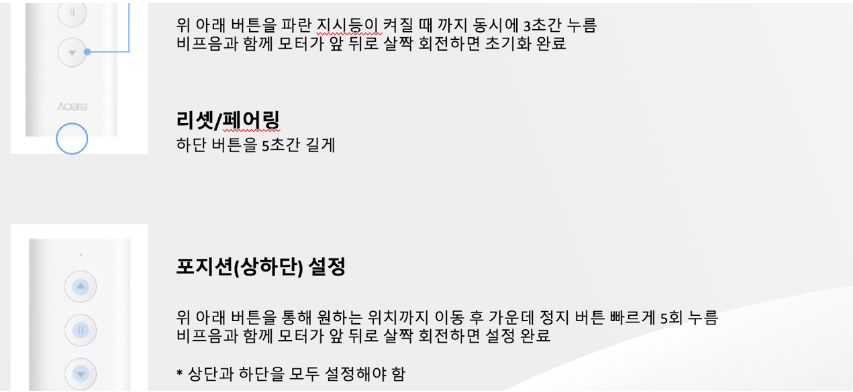 위 아래 버튼을 파란 지시등이 켜질 때 까지 동시에 3초간 누름
비프음과 함께 모터가 앞 뒤로 살짝 회전하면 초기화 완료
Aqara
리셋/페어링
하단 버튼을 5초간 길게
포지션(상하단) 설정
위 아래 버튼을 통해 원하는 위치까지 이동 후 가운데 정지 버튼 빠르게 5회 누름
비프음과 함께 모터가 앞 뒤로 살짝 회전하면 설정 완료
* 상단과 하단을 모두 설정해야 함